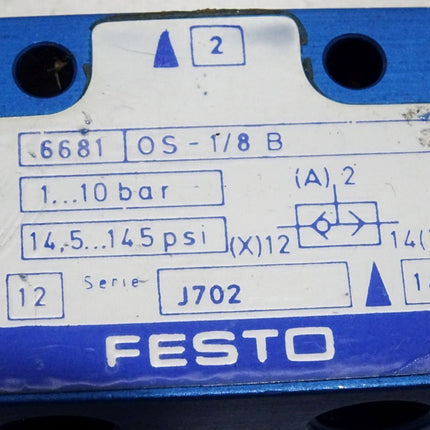 2
6681 OS-1/8 B
1...10 bar
(A) 2
14,5...145 psi
(X)12
14(
12 Serie J702 1
FESTO